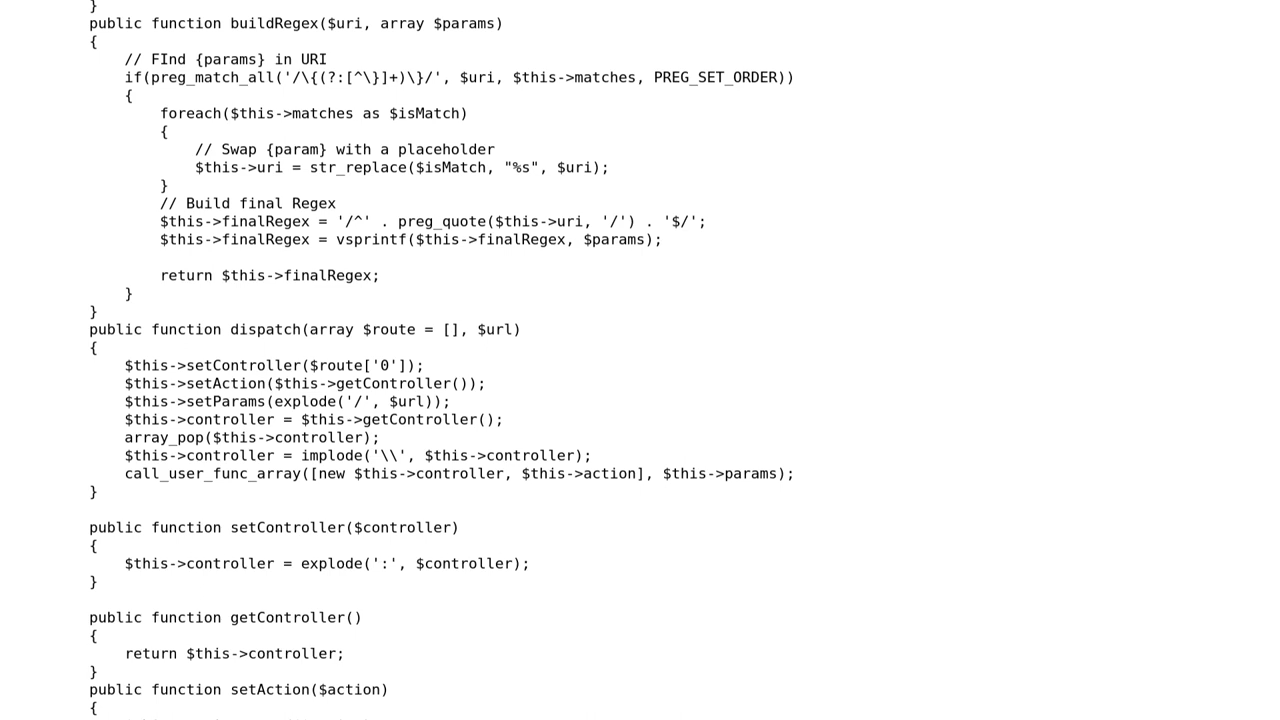 }
public function buildRegex($uri, array $params)
{
// FInd {params} in URI
if(preg_match_all('/\{(?:[^\}]+)\}/', $uri, $this->matches, PREG_SET_ORDER))
{
foreach($this->matches as $isMatch)
{
// Swap {param} with a placeholder
$this->uri = str_replace($isMatch, "%s", $uri);
}
// Build final Regex
$this->finalRegex = '/^' . preg_quote($this->uri, '/') . '$/';
$this->finalRegex = vsprintf($this->finalRegex, $params);
return $this->finalRegex;
}
}
public function dispatch(array $route = [], $url)
{
$this->setController($route['0']);
$this->setAction($this->getController());
$this->setParams(explode('/', $url));
$this->controller = $this->getController();
array_pop($this->controller);
$this->controller = implode('\\', $this->controller);
call_user_func_array([new $this->controller, $this->action], $this->params);
}
public function setController($controller)
{
$this->controller = explode(':', $controller);
}
public function getController()
{
return $this->controller;
}
public function setAction($action)
{